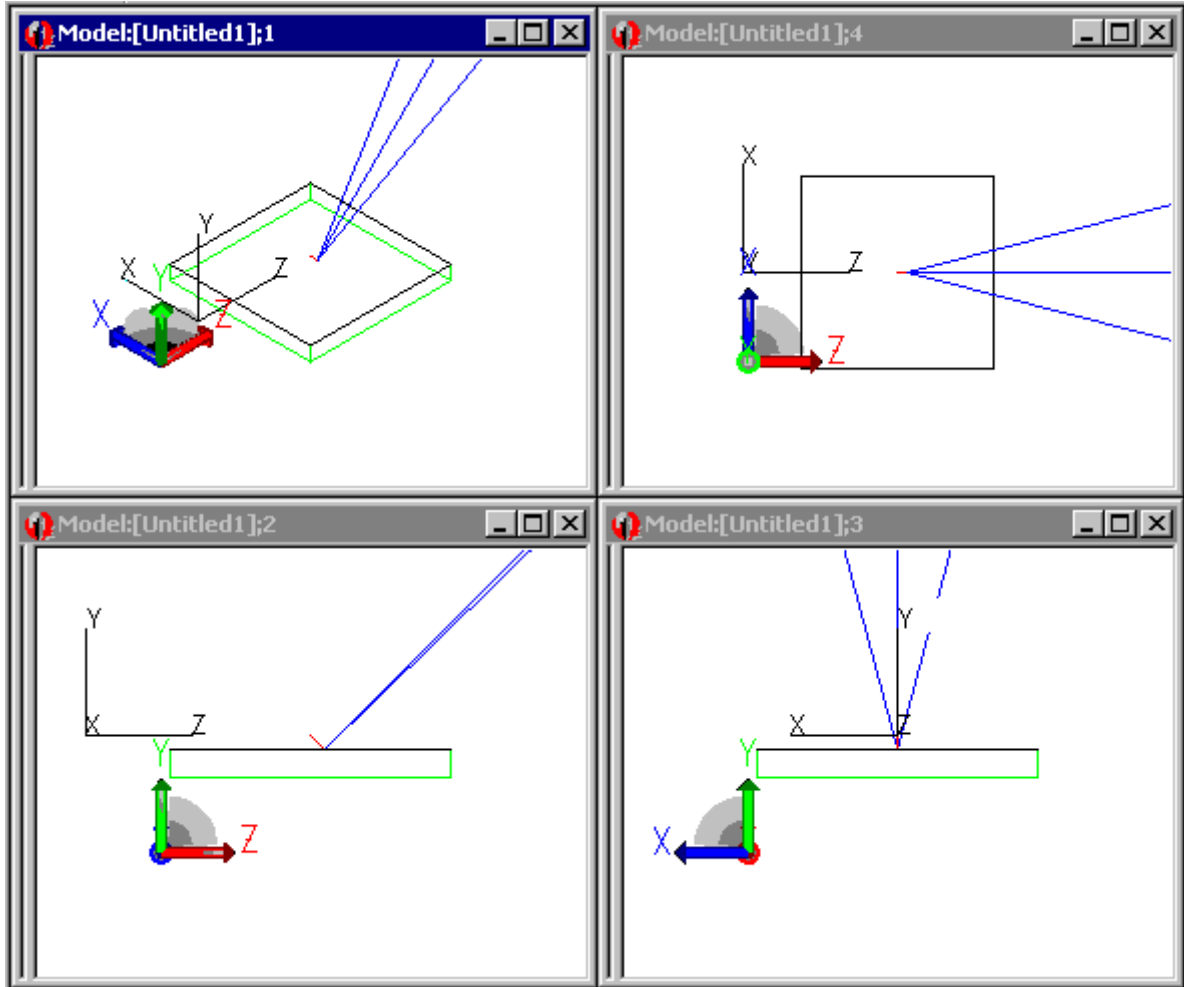 Model:[Untitled1];1
Y
X
Z
Y
X
Z
Model:[Untitled1];4
X
Y
Z
Z
Model:[Untitled1];2
Y
X
Z
Y
Z
Model:[Untitled1];3
Y
X
Z
Y
X